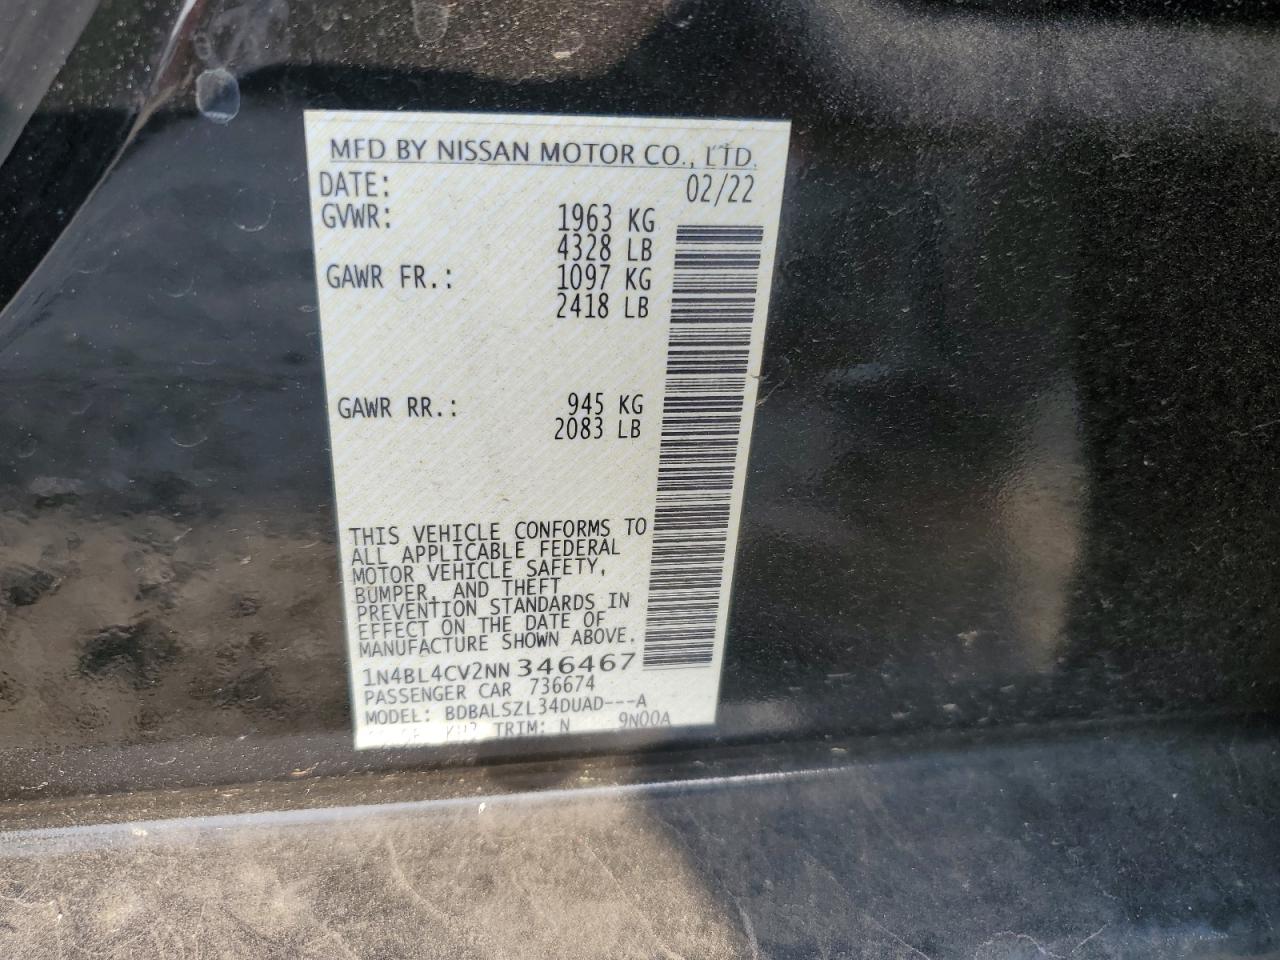 MFD BY NISSAN MOTOR CO., LTD.
DATE: 02/22
GVWR: 1963 KG
4328 LB
GAWR FR.: 1097 KG
2418 LB
GAWR RR.: 945 KG
2083 LB
THIS VEHICLE CONFORMS TO
ALL APPLICABLE FEDERAL
MOTOR VEHICLE SAFETY,
BUMPER, AND THEFT
PREVENTION STANDARDS IN
EFFECT ON THE DATE OF
MANUFACTURE SHOWN ABOVE.
1N4BL4CV2NN346467
PASSENGER CAR 736674
MODEL: BDBALSZL34DUAD---A
TRIM: N 9N00A